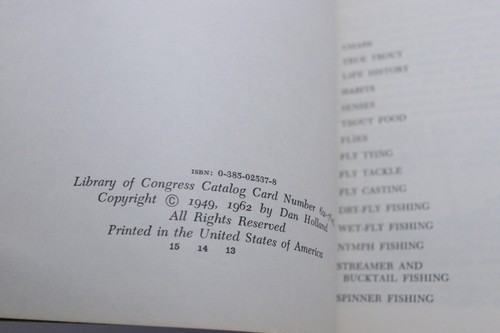 ISBN: 0-385-02537-8
Library of Congress Catalog Card Number
Copyright © 1949, 1962 by Dan Holland
All Rights Reserved
Printed in the United States of America
15 14 13
CHARR
TRUE TROUT
LIFE HISTORY
HABITS
SENSES
TROUT FOOD
FLIES
FLY TYING
FLY TACKLE
FLY CASTING
DRY-FLY FISHING
WET-FLY FISHING
NYMPH FISHING
STREAMER AND
BUCKTAIL FISHING
SPINNER FISHING